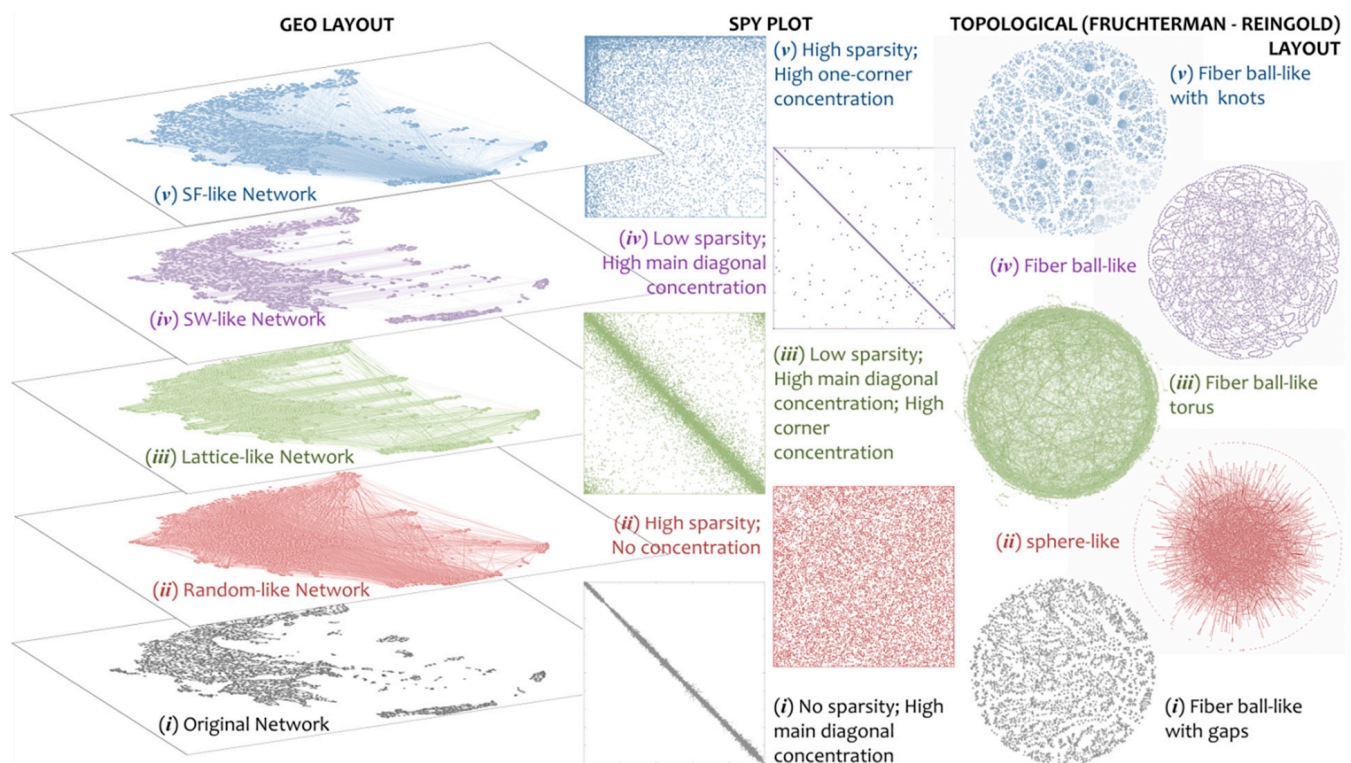 GEO LAYOUT
(v) SF-like Network
(iv) SW-like Network
(iii) Lattice-like Network
(ii) Random-like Network
(i) Original Network
SPY PLOT
(v) High sparsity;
High one-corner
concentration
(iv) Low sparsity;
High main diagonal
concentration
(iii) Low sparsity;
High main diagonal
concentration; High
corner
concentration
(ii) High sparsity;
No concentration
(i) No sparsity; High
main diagonal
concentration
TOPOLOGICAL (FRUCHTERMAN - REINGOLD)
LAYOUT
(v) Fiber ball-like
with knots
(iv) Fiber ball-like
(iii) Fiber ball-like
torus
(ii) sphere-like
(i) Fiber ball-like
with gaps